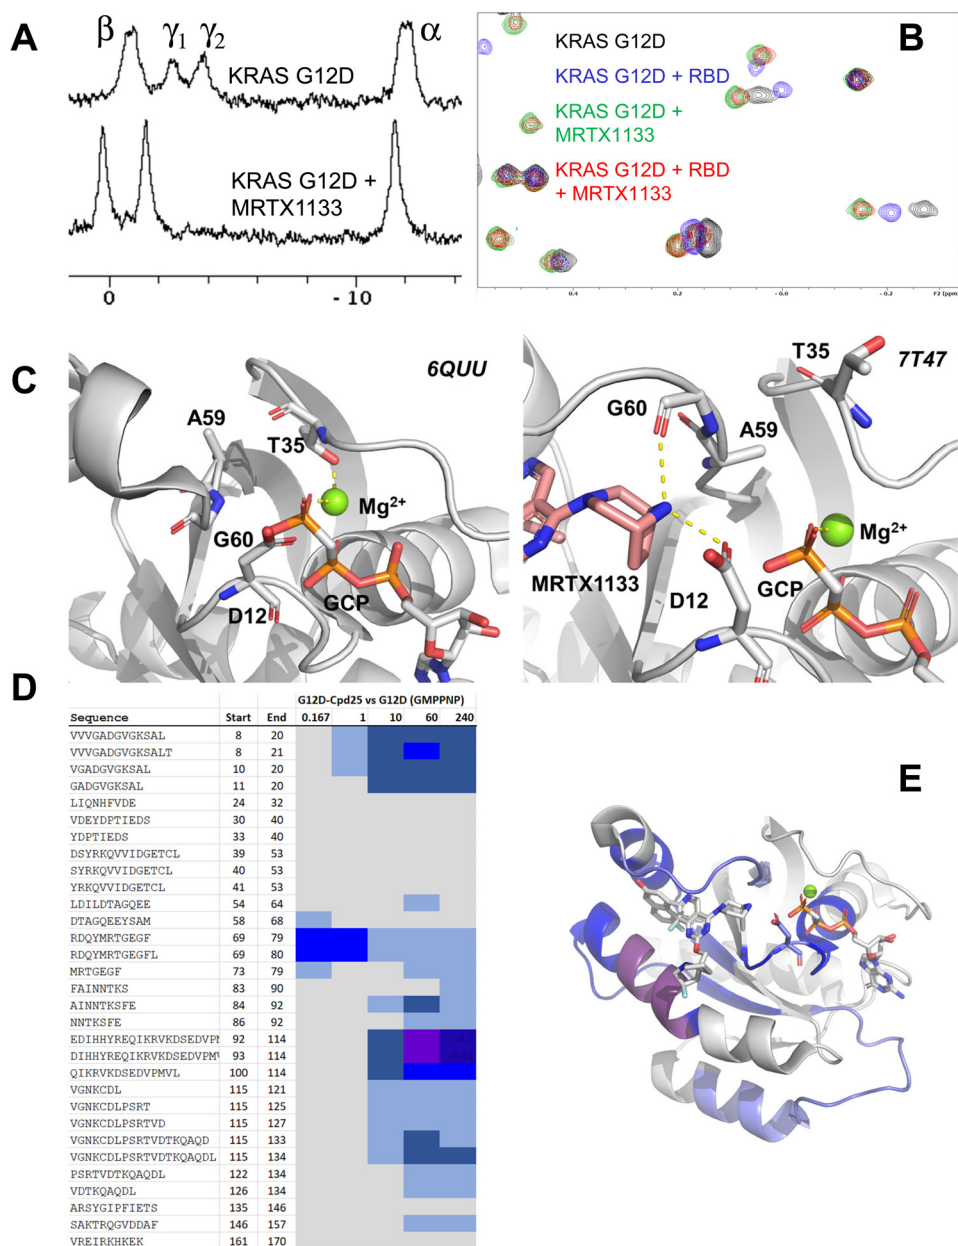 A
β γ1 γ2 α
KRAS G12D
KRAS G12D +
MRTX1133
0 - 10
B
KRAS G12D
KRAS G12D + RBD
KRAS G12D +
MRTX1133
KRAS G12D + RBD
+ MRTX1133
0.4 0.2 -0.0 -0.2 F2 [ppm]
C
6QUU
A59
T35
Mg2+
G60
D12
GCP
7T47
T35
G60
A59
Mg2+
MRTX1133
D12
GCP
D
G12D-Cpd25 vs G12D (GMPPNP)
Sequence Start End 0.167 1 10 60 240
VVVGADGVGKSAL 8 20
VVVGADGVGKSALT 8 21
VGADGVGKSAL 10 20
GADGVGKSAL 11 20
LIQNHFVDE 24 32
VDEYDPTIEDS 30 40
YDPTIEDS 33 40
DSYRKQVVIDGETCL 39 53
SYRKQVVIDGETCL 40 53
YRKQVVIDGETCL 41 53
LDILDTAGQEE 54 64
DTAGQEEYSAM 58 68
RDQYMRTGEGF 69 79
RDQYMRTGEGFL 69 80
MRTGEGF 73 79
FAINNTKS 83 90
AINNTKSFE 84 92
NNTKSFE 86 92
EDIHHYREQIKRVKDSEDVPM 92 114
DIHHYREQIKRVKDSEDVPMV 93 114
QIKRVKDSEDVPMVL 100 114
VGNKCDL 115 121
VGNKCDLPSRT 115 125
VGNKCDLPSRTVD 115 127
VGNKCDLPSRTVDTKQAQD 115 133
VGNKCDLPSRTVDTKQAQDL 115 134
PSRTVDTKQAQDL 122 134
VDTKQAQDL 126 134
ARSYGIPFIETS 135 146
SAKTRQGVDDAF 146 157
VREIRKHKEK 161 170
E